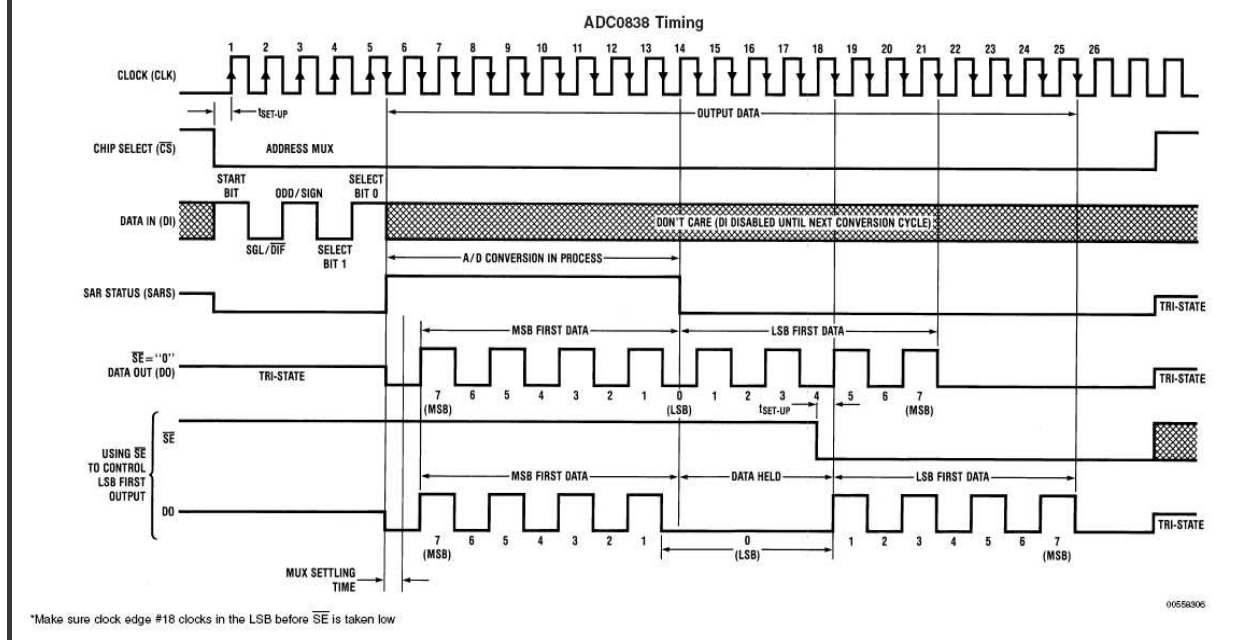 ADC0838 Timing
1 2 3 4 5 6 7 8 9 10 11 12 13 14 15 16 17 18 19 20 21 22 23 24 25 26
CLOCK (CLK)
tSET-UP
OUTPUT DATA
CHIP SELECT (C̅S̅)
ADDRESS MUX
START
BIT
ODD/SIGN
SELECT
BIT 0
DATA IN (DI)
DON'T CARE (DI DISABLED UNTIL NEXT CONVERSION CYCLE)
SGL/D̅I̅F̅
SELECT
BIT 1
A/D CONVERSION IN PROCESS
SAR STATUS (SARS)
TRI-STATE
MSB FIRST DATA
LSB FIRST DATA
S̅E̅="0"
DATA OUT (DO)
TRI-STATE
TRI-STATE
7 6 5 4 3 2 1 0 1 2 3 4 5 6 7
(MSB) (LSB) (MSB)
tSET-UP
USING S̅E̅
TO CONTROL
LSB FIRST
OUTPUT
S̅E̅
MSB FIRST DATA
DATA HELD
LSB FIRST DATA
DO
TRI-STATE
7 6 5 4 3 2 1 0 1 2 3 4 5 6 7
(MSB) (LSB) (MSB)
MUX SETTLING
TIME
00558306
*Make sure clock edge #18 clocks in the LSB before S̅E̅ is taken low